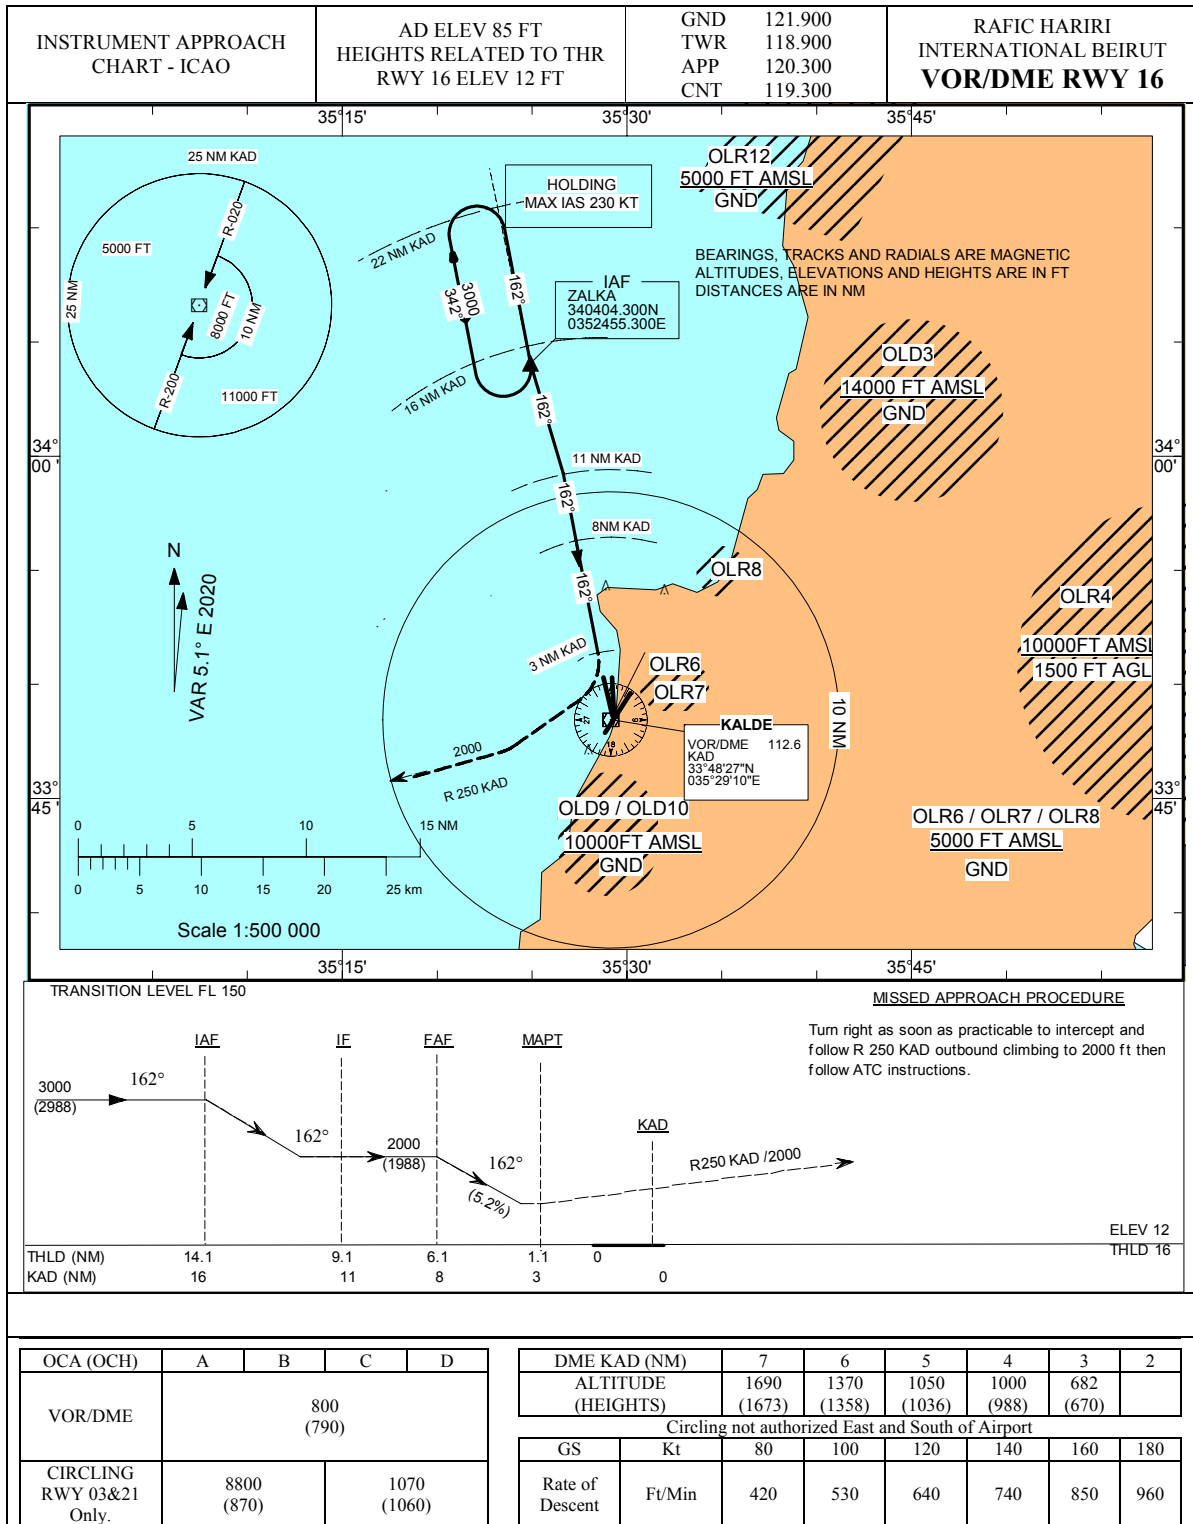 INSTRUMENT APPROACH
CHART - ICAO
AD ELEV 85 FT
HEIGHTS RELATED TO THR
RWY 16 ELEV 12 FT
GND 121.900
TWR 118.900
APP 120.300
CNT 119.300
RAFIC HARIRI
INTERNATIONAL BEIRUT
VOR/DME RWY 16
35°15'
35°30'
35°45'
25 NM KAD
R-020
5000 FT
25 NM
8000 FT
10 NM
R-200
11000 FT
HOLDING
MAX IAS 230 KT
22 NM KAD
3000
342°
162°
IAF
ZALKA
340404.300N
0352455.300E
16 NM KAD
162°
OLR12
5000 FT AMSL
GND
BEARINGS, TRACKS AND RADIALS ARE MAGNETIC
ALTITUDES, ELEVATIONS AND HEIGHTS ARE IN FT
DISTANCES ARE IN NM
OLD3
14000 FT AMSL
GND
34°
00'
34°
00'
11 NM KAD
162°
8NM KAD
162°
OLR8
N
VAR 5.1° E 2020
OLR4
10000FT AMSL
1500 FT AGL
3 NM KAD
OLR6
OLR7
KALDE
VOR/DME 112.6
KAD
33°48'27"N
035°29'10"E
10 NM
27
9
18
2000
R 250 KAD
33°
45'
33°
45'
OLD9 / OLD10
10000FT AMSL
GND
OLR6 / OLR7 / OLR8
5000 FT AMSL
GND
0 5 10 15 NM
0 5 10 15 20 25 km
Scale 1:500 000
35°15'
35°30'
35°45'
TRANSITION LEVEL FL 150
MISSED APPROACH PROCEDURE
Turn right as soon as practicable to intercept and
follow R 250 KAD outbound climbing to 2000 ft then
follow ATC instructions.
IAF
IF
FAF
MAPT
KAD
3000
(2988)
162°
162°
2000
(1988)
162°
(5.2%)
R250 KAD /2000
ELEV 12
THLD 16
THLD (NM) 14.1 9.1 6.1 1.1 0
KAD (NM) 16 11 8 3 0
OCA (OCH) A B C D
VOR/DME
800
(790)
CIRCLING
RWY 03&21
Only.
8800
(870)
1070
(1060)
DME KAD (NM) 7 6 5 4 3 2
ALTITUDE 1690 1370 1050 1000 682
(HEIGHTS) (1673) (1358) (1036) (988) (670)
Circling not authorized East and South of Airport
GS Kt 80 100 120 140 160 180
Rate of
Descent
Ft/Min 420 530 640 740 850 960